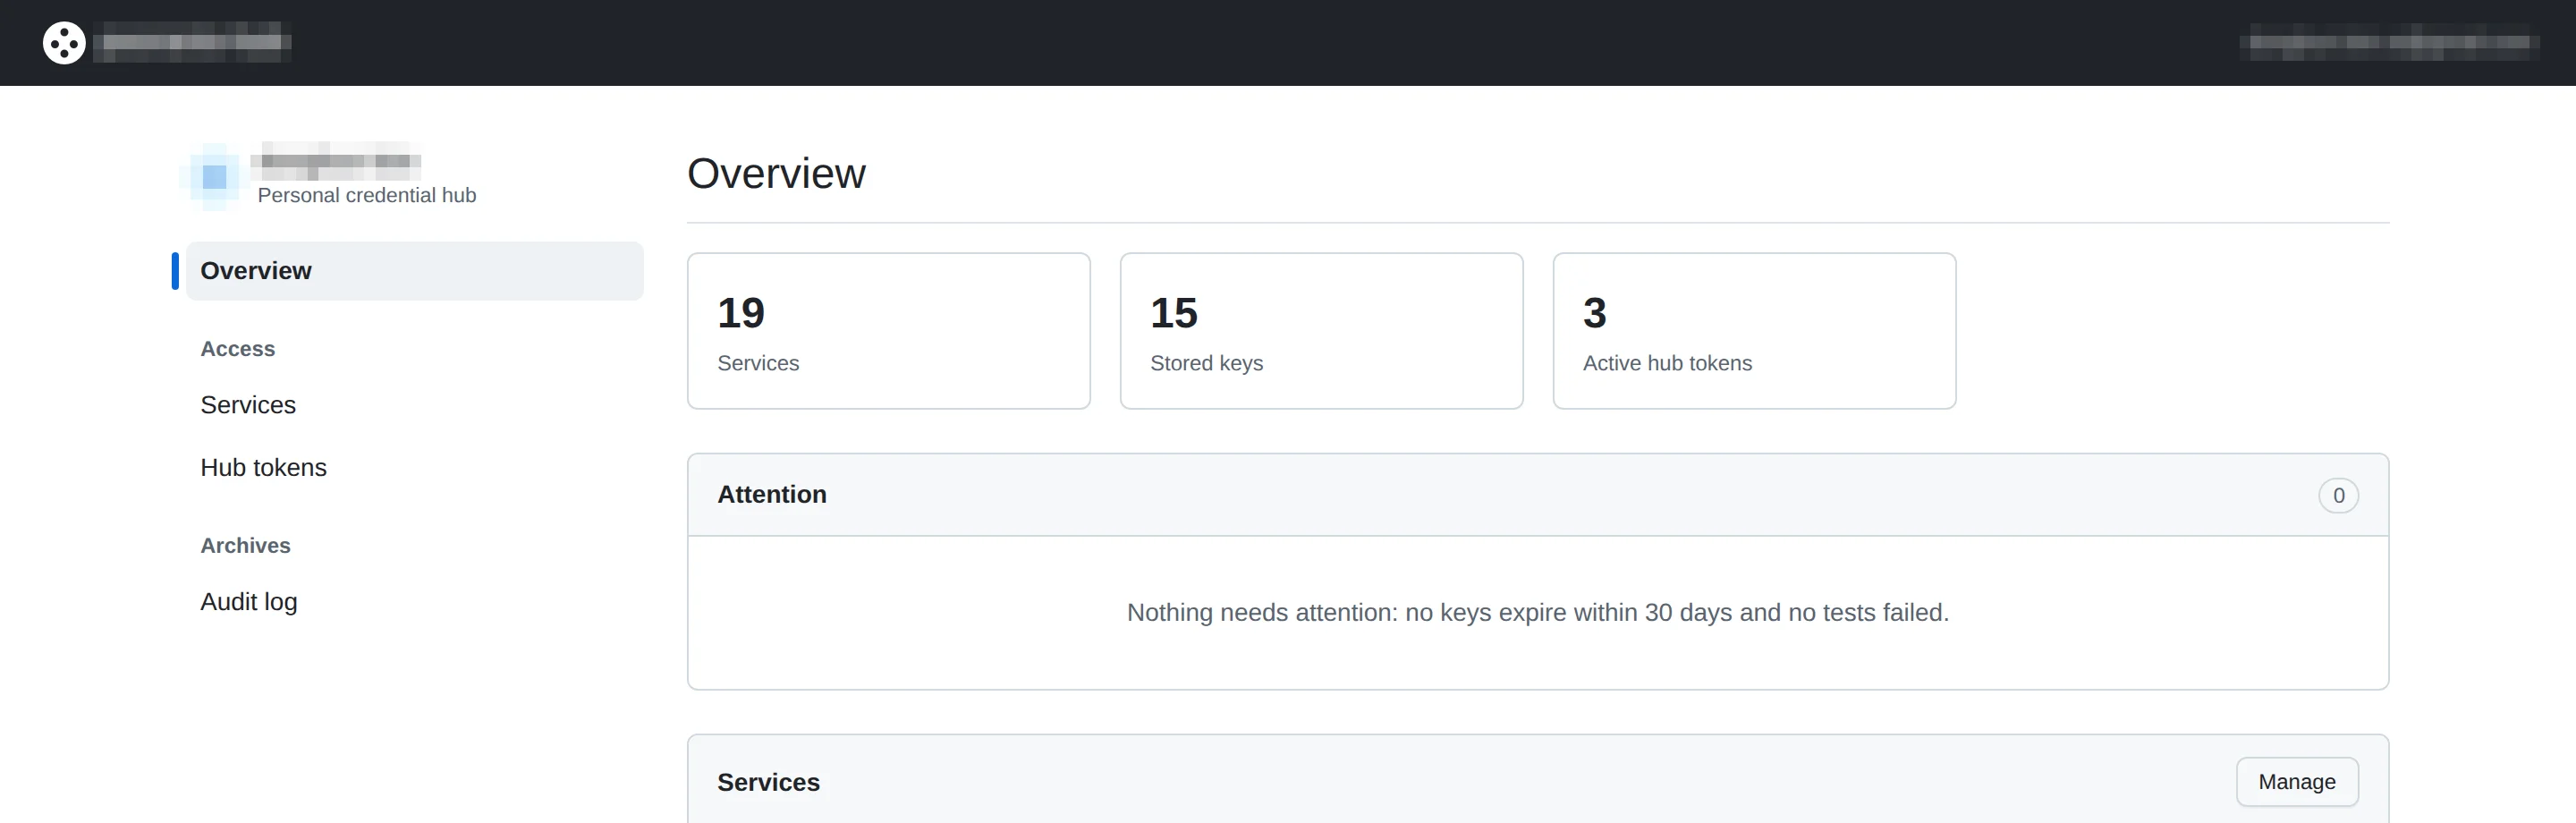 Personal credential hub
Overview
Access
Services
Hub tokens
Archives
Audit log
Overview
19
Services
15
Stored keys
3
Active hub tokens
Attention
0
Nothing needs attention: no keys expire within 30 days and no tests failed.
Services
Manage